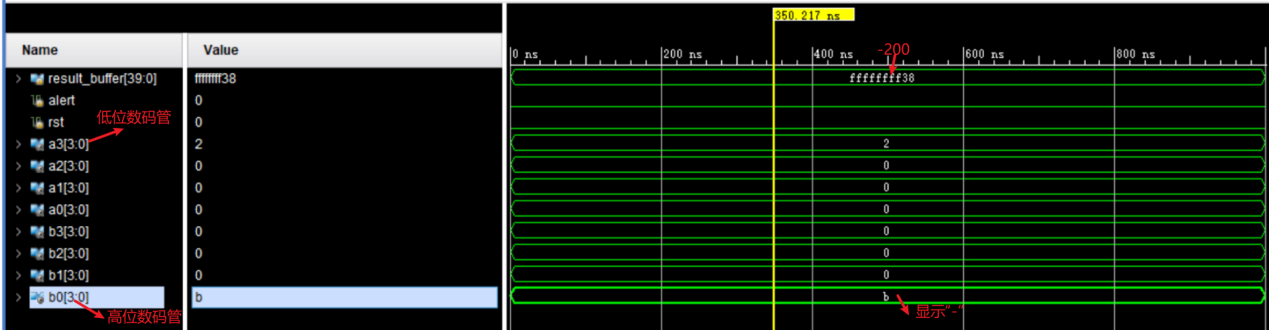 350.217 ns
Name Value
0 ns 200 ns 400 ns 600 ns 800 ns
-200
result_buffer[39:0] ffffffff38 ffffffff38
alert 0
低位数码管
rst 0
a3[3:0] 2 2
a2[3:0] 0 0
a1[3:0] 0 0
a0[3:0] 0 0
b3[3:0] 0 0
b2[3:0] 0 0
b1[3:0] 0 0
b0[3:0] b b
高位数码管
显示“-”